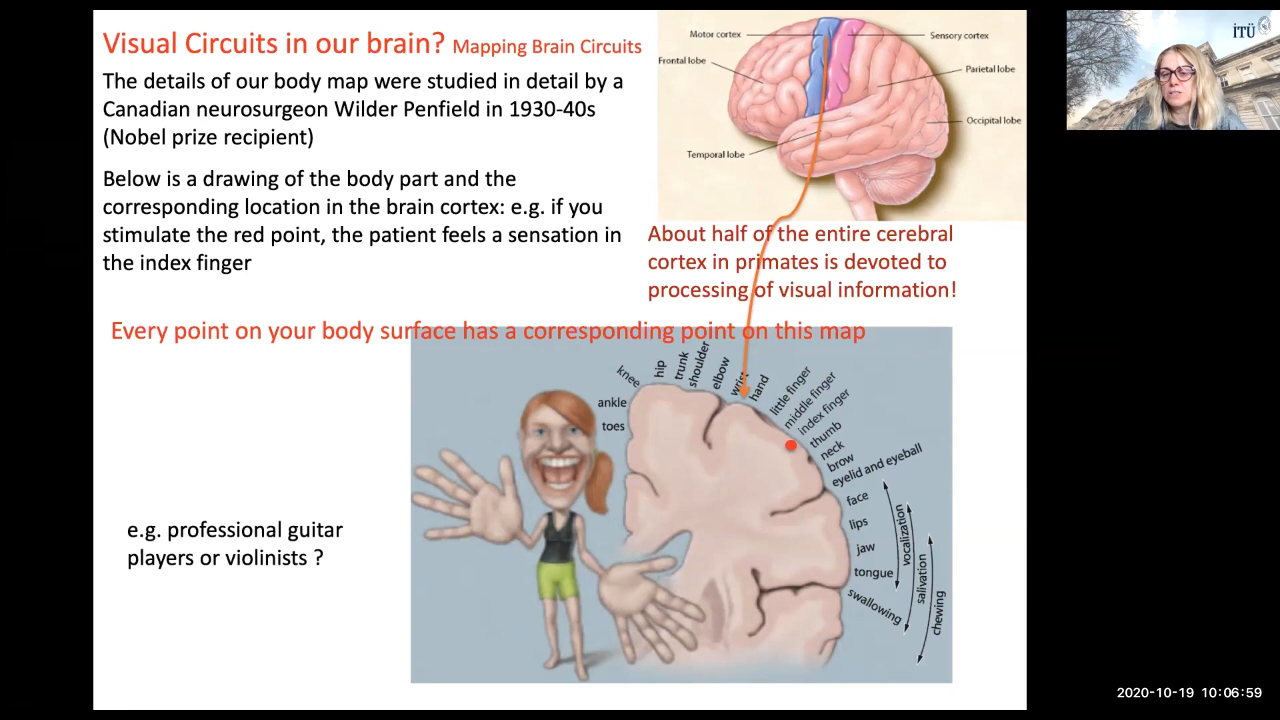 Visual Circuits in our brain? Mapping Brain Circuits
The details of our body map were studied in detail by a
Canadian neurosurgeon Wilder Penfield in 1930-40s
(Nobel prize recipient)
Below is a drawing of the body part and the
corresponding location in the brain cortex: e.g. if you
stimulate the red point, the patient feels a sensation in
the index finger
Motor cortex
Sensory cortex
Frontal lobe
Parietal lobe
Occipital lobe
Temporal lobe
About half of the entire cerebral
cortex in primates is devoted to
processing of visual information!
Every point on your body surface has a corresponding point on this map
toes
ankle
knee
hip
trunk
shoulder
elbow
wrist
hand
little finger
middle finger
index finger
thumb
neck
brow
eyelid and eyeball
face
lips
jaw
tongue
swallowing
vocalization
salivation
chewing
e.g. professional guitar
players or violinists ?
İTÜ
2020-10-19 10:06:59